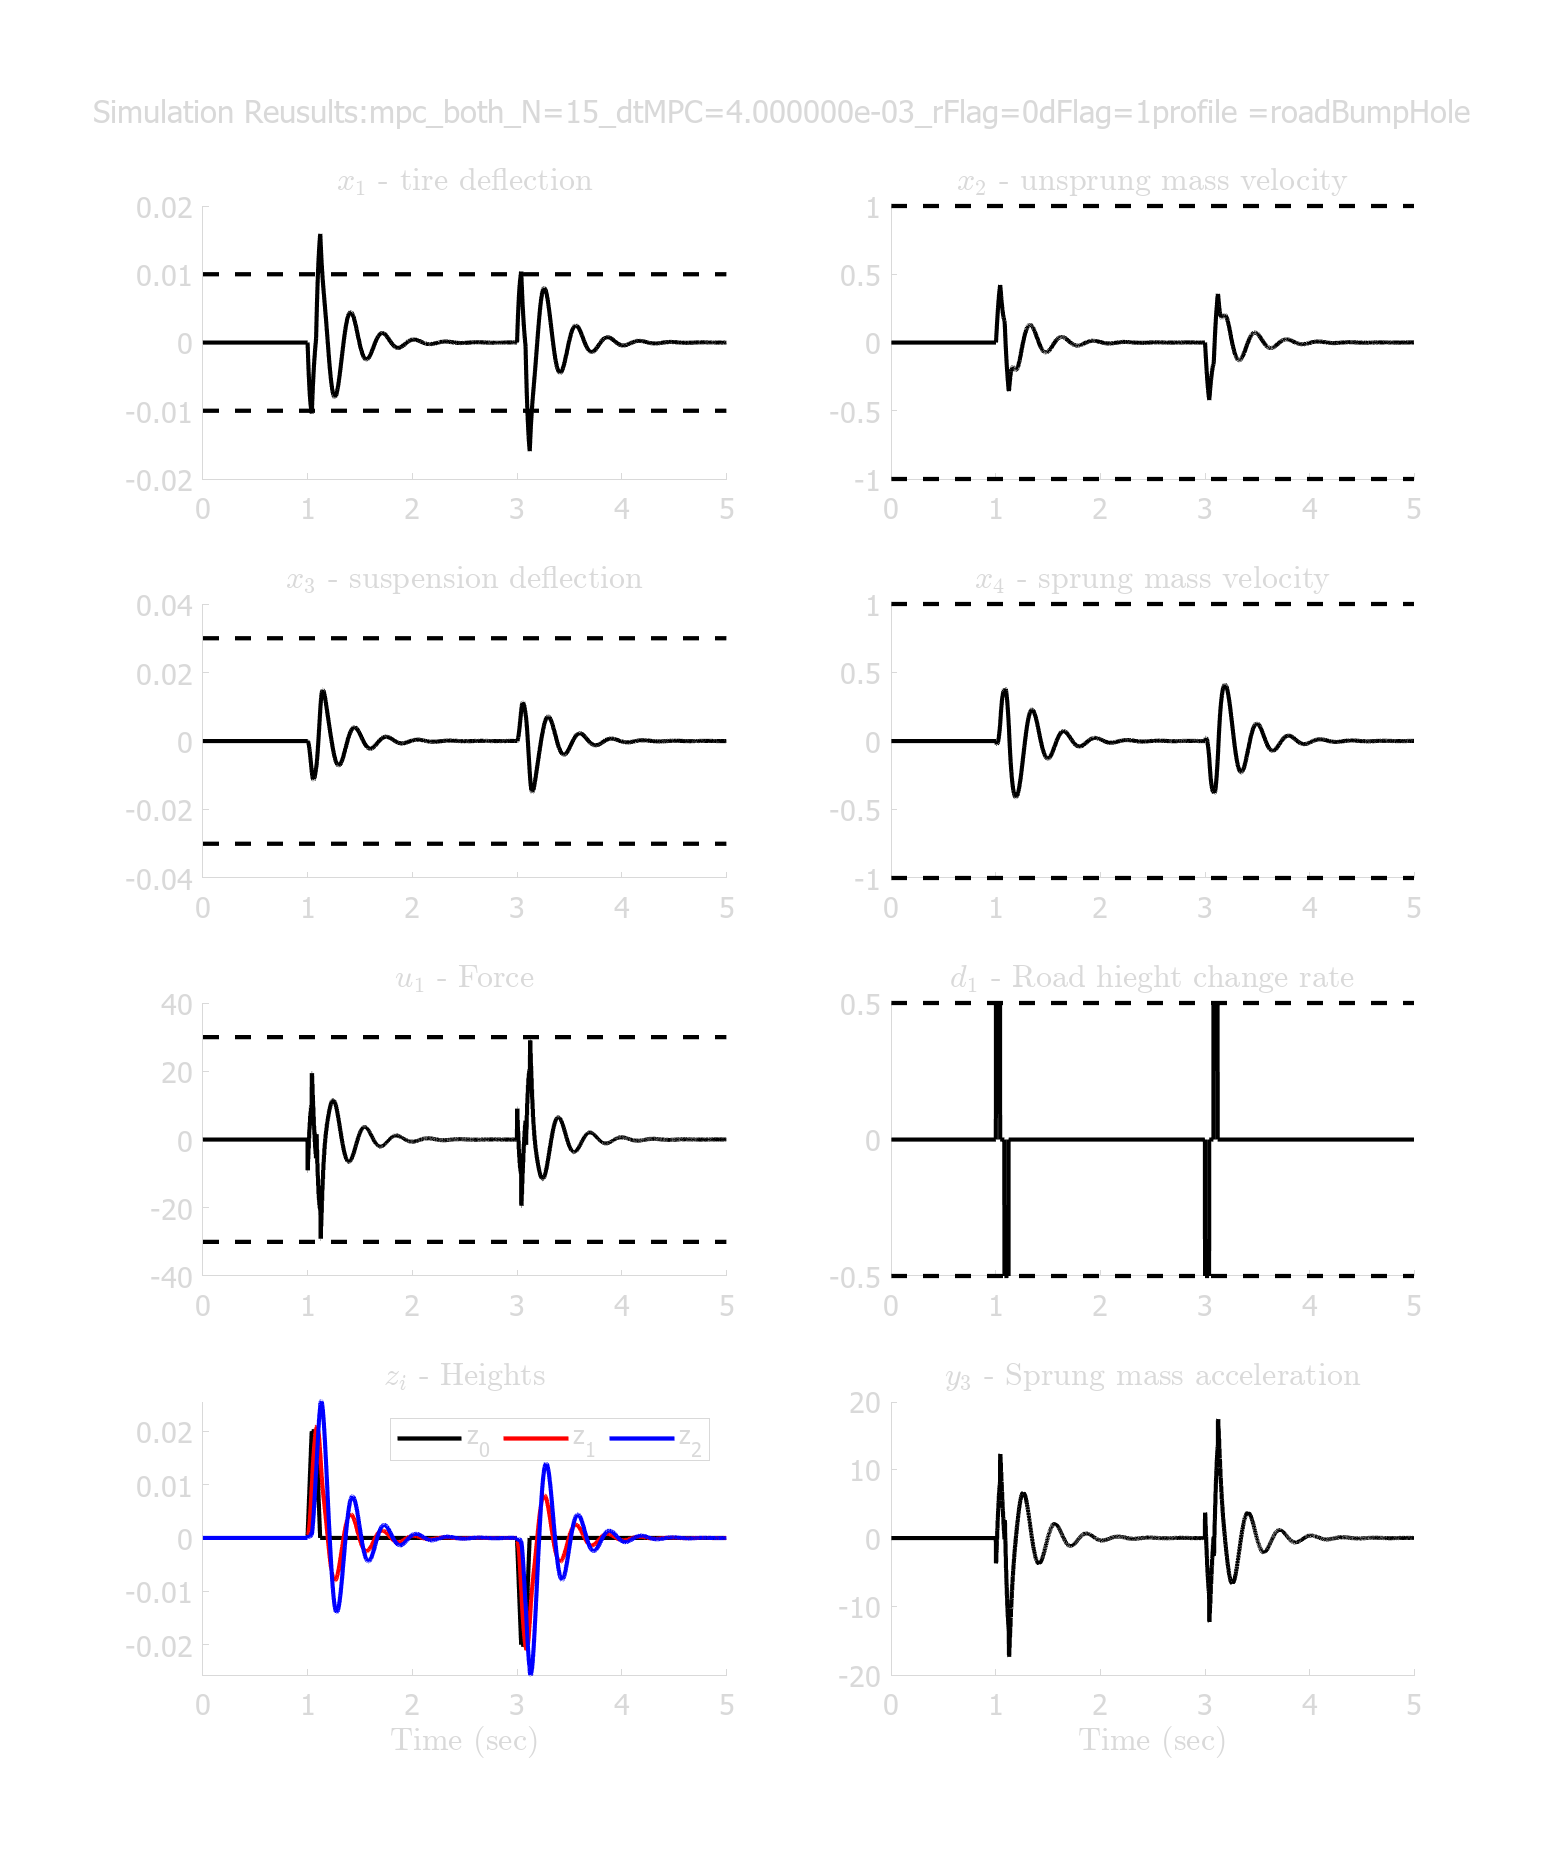 Simulation Reusults:mpc_both_N=15_dtMPC=4.000000e-03_rFlag=0dFlag=1profile =roadBumpHole
x₁ - tire deflection
0.02
0.01
0
-0.01
-0.02
0 1 2 3 4 5
x₂ - unsprung mass velocity
1
0.5
0
-0.5
-1
0 1 2 3 4 5
x₃ - suspension deflection
0.04
0.02
0
-0.02
-0.04
0 1 2 3 4 5
x₄ - sprung mass velocity
1
0.5
0
-0.5
-1
0 1 2 3 4 5
u₁ - Force
40
20
0
-20
-40
0 1 2 3 4 5
d₁ - Road hieght change rate
0.5
0
-0.5
0 1 2 3 4 5
zᵢ - Heights
z₀ z₁ z₂
0.02
0.01
0
-0.01
-0.02
0 1 2 3 4 5
Time (sec)
y₃ - Sprung mass acceleration
20
10
0
-10
-20
0 1 2 3 4 5
Time (sec)